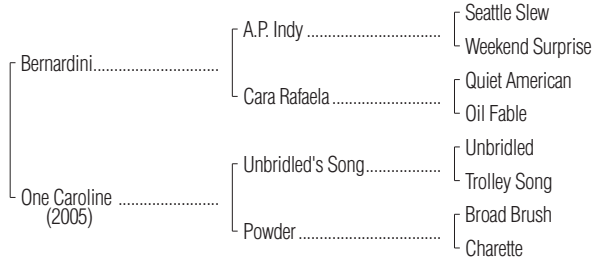 Seattle Slew
A.P. Indy ................................
Weekend Surprise
Bernardini..............................
Quiet American
Cara Rafaela ..........................
Oil Fable
Unbridled
Unbridled's Song..................
Trolley Song
One Caroline ........................
(2005)
Broad Brush
Powder ..................................
Charette